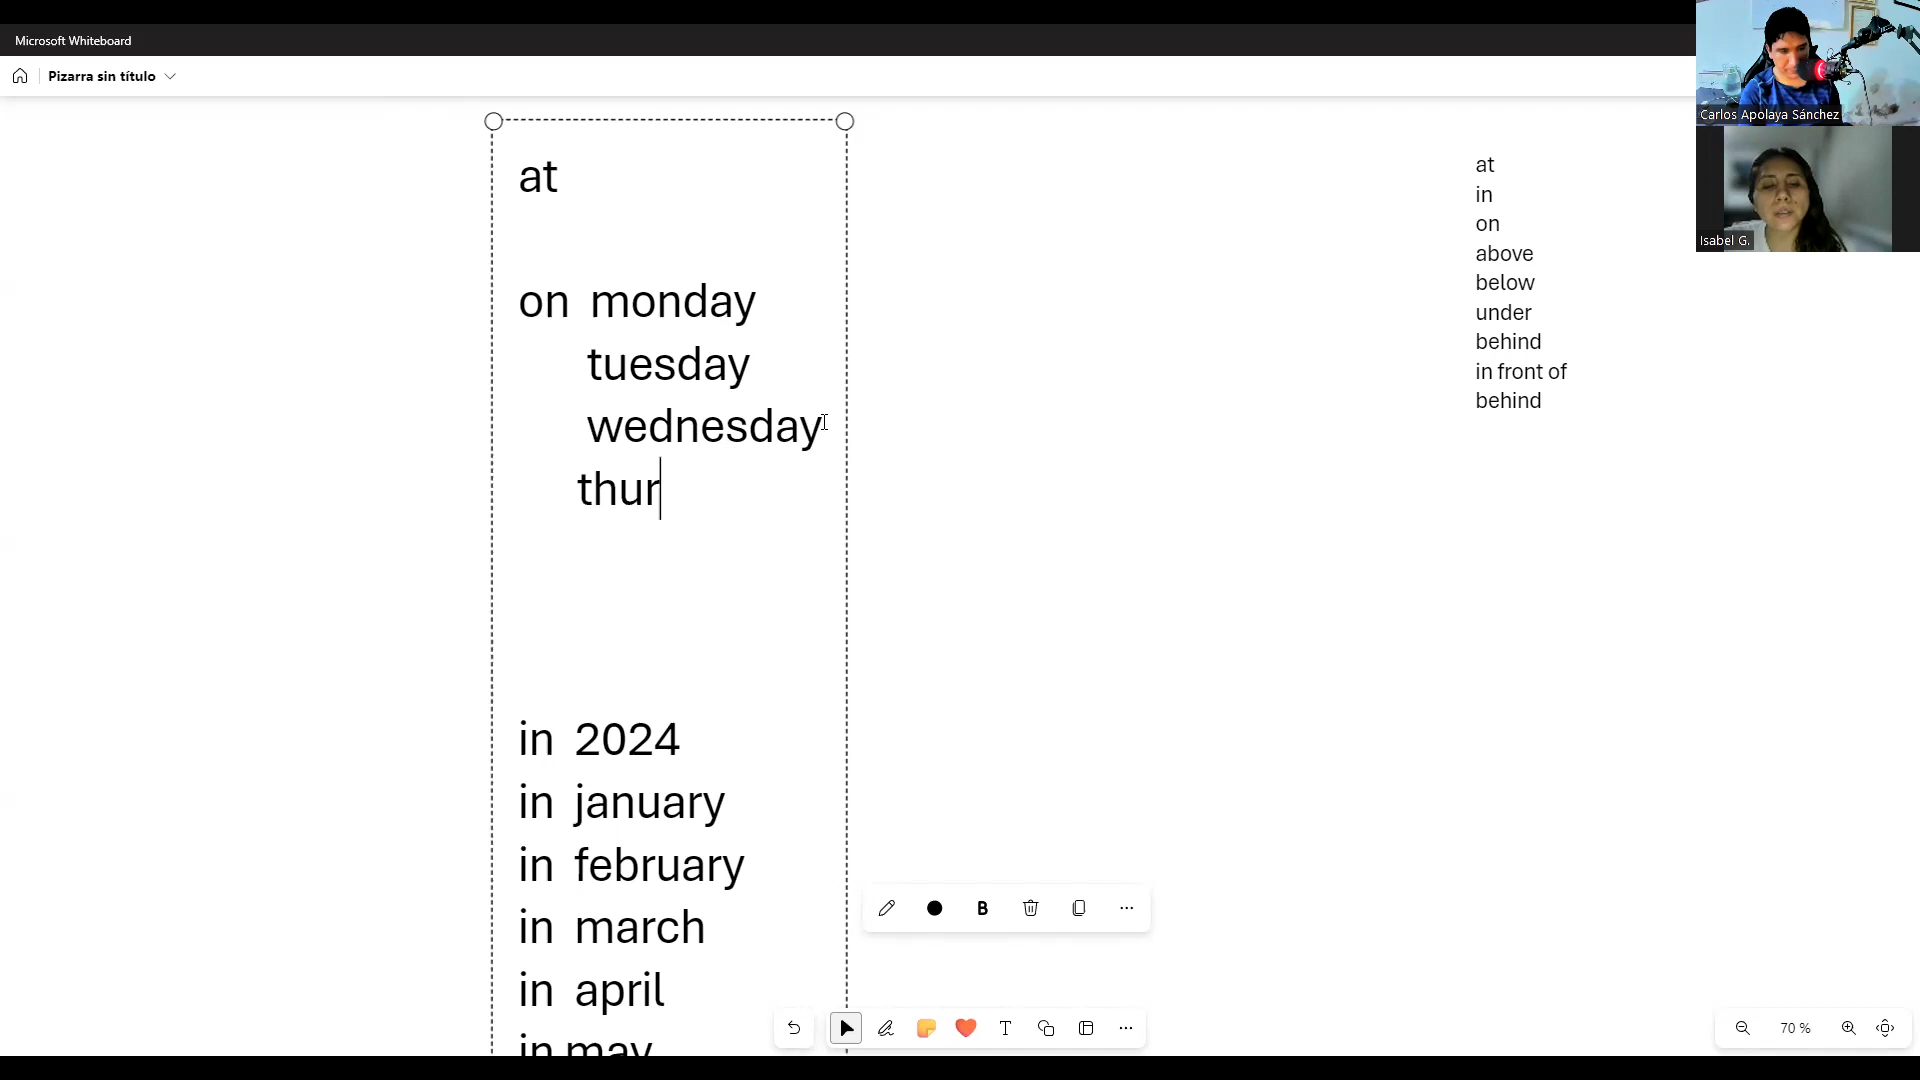 Microsoft Whiteboard
Pizarra sin título
at
on monday
tuesday
wednesday
thur
in 2024
in january
in february
in march
in april
in may
at
in
on
above
below
under
behind
in front of
behind
Carlos Apolaya Sánchez
Isabel G.
B
T
70 %